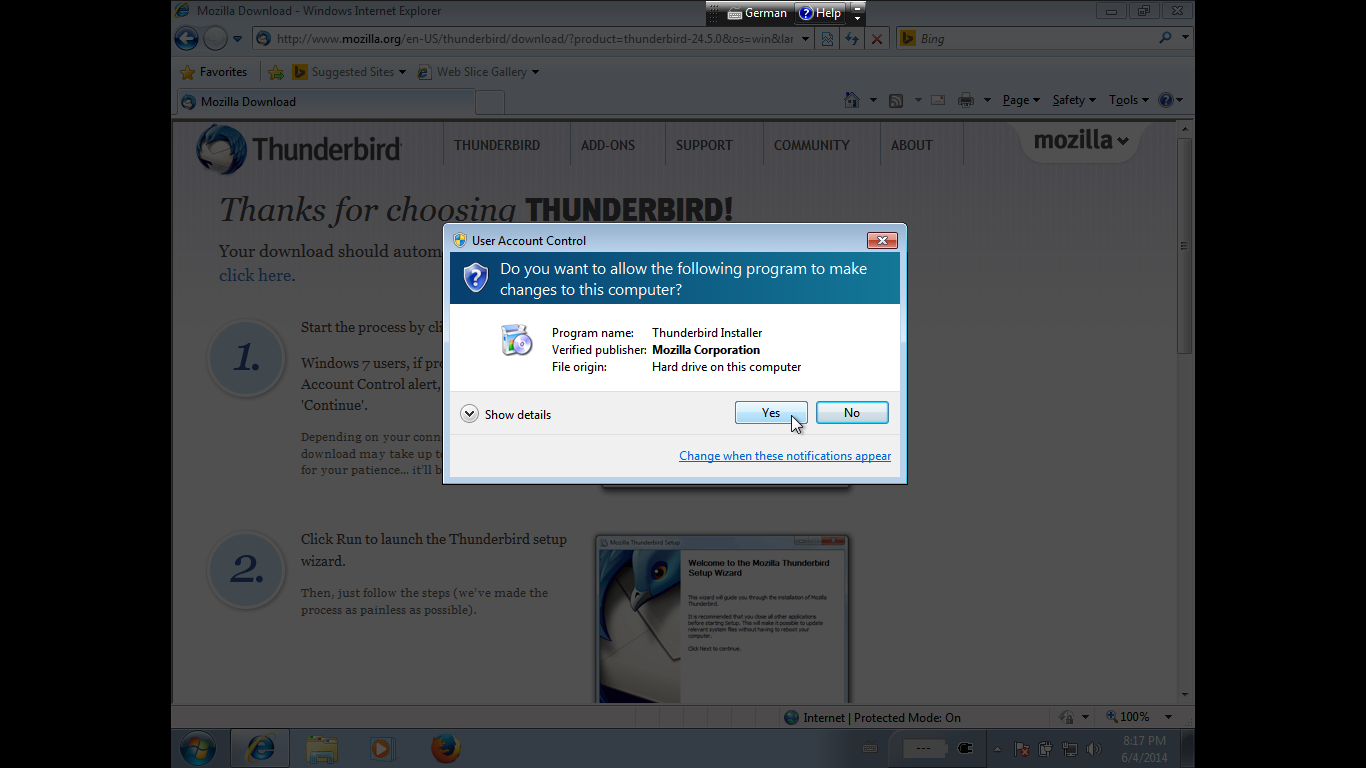 Mozilla Download - Windows Internet Explorer
German
Help
http://www.mozilla.org/en-US/thunderbird/download/?product=thunderbird-24.5.0&os=win&lar
Bing
Favorites
Suggested Sites
Web Slice Gallery
Mozilla Download
Page
Safety
Tools
Thunderbird
THUNDERBIRD
ADD-ONS
SUPPORT
COMMUNITY
ABOUT
mozilla
Thanks for choosing THUNDERBIRD!
Your download should autom
click here.
User Account Control
Do you want to allow the following program to make
changes to this computer?
Program name: Thunderbird Installer
Verified publisher: Mozilla Corporation
File origin: Hard drive on this computer
Show details
Yes
No
Change when these notifications appear
1.
Start the process by cli
Windows 7 users, if pro
Account Control alert,
'Continue'.
Depending on your conn
download may take up to
for your patience... it'll b
2.
Click Run to launch the Thunderbird setup
wizard.
Then, just follow the steps (we've made the
process as painless as possible).
Mozilla Thunderbird Setup
Welcome to the Mozilla Thunderbird
Setup Wizard
This wizard will guide you through the installation of Mozilla
Thunderbird.
It is recommended that you close all other applications
before starting Setup. This will make it possible to update
relevant system files without having to reboot your
computer.
Click Next to continue.
Internet | Protected Mode: On
100%
---
8:17 PM
6/4/2014